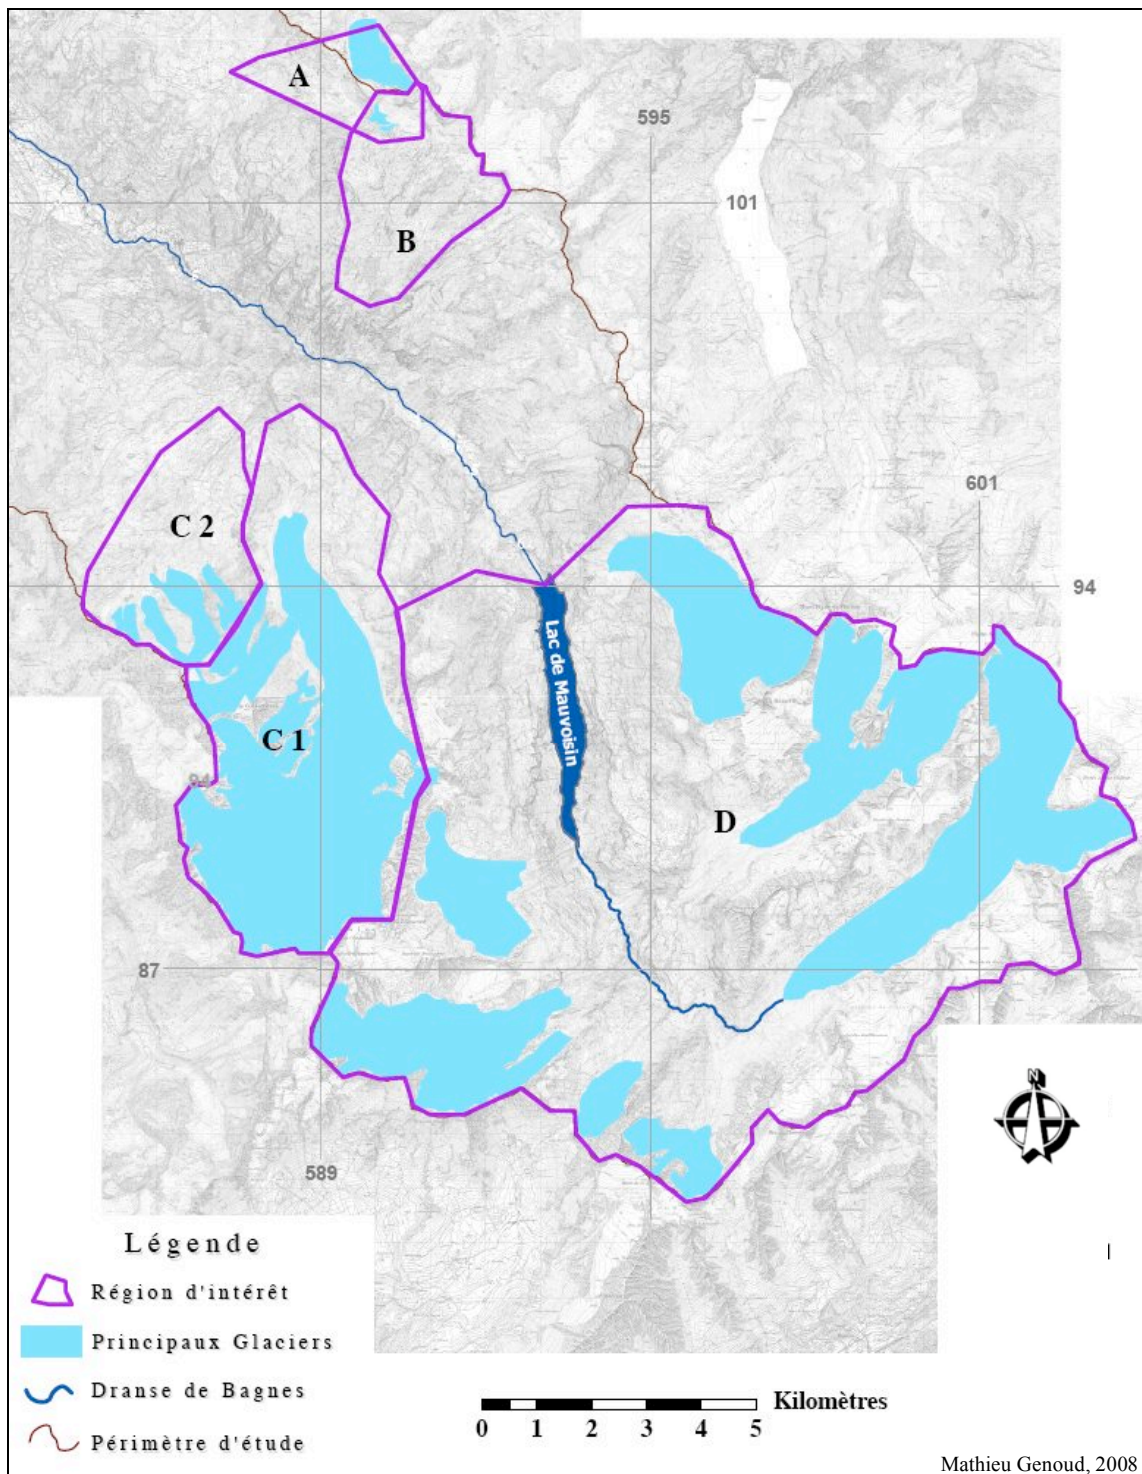 A
595
101
B
C 2
601
94
Lac de Mauvoisin
C 1
94
D
87
589
N
Légende
Région d'intérêt
Principaux Glaciers
Dranse de Bagnes
Périmètre d'étude
Kilomètres
0 1 2 3 4 5
Mathieu Genoud, 2008